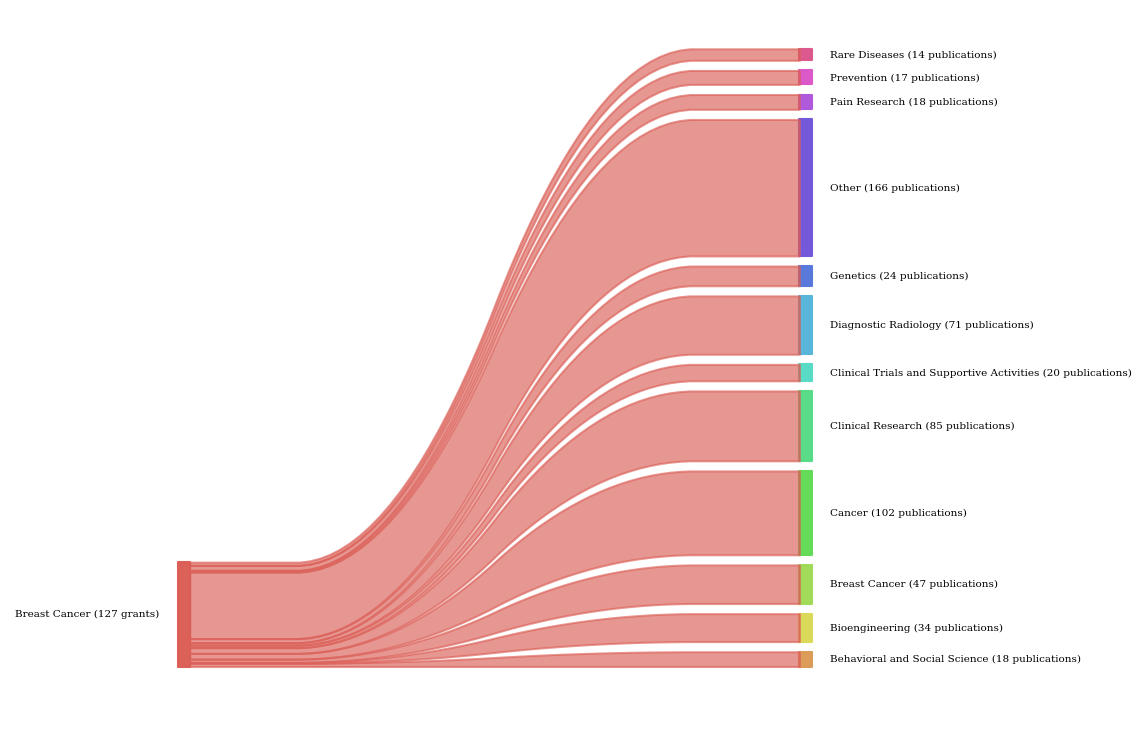 Rare Diseases (14 publications)
Prevention (17 publications)
Pain Research (18 publications)
Other (166 publications)
Genetics (24 publications)
Diagnostic Radiology (71 publications)
Clinical Trials and Supportive Activities (20 publications)
Clinical Research (85 publications)
Cancer (102 publications)
Breast Cancer (47 publications)
Breast Cancer (127 grants)
Bioengineering (34 publications)
Behavioral and Social Science (18 publications)